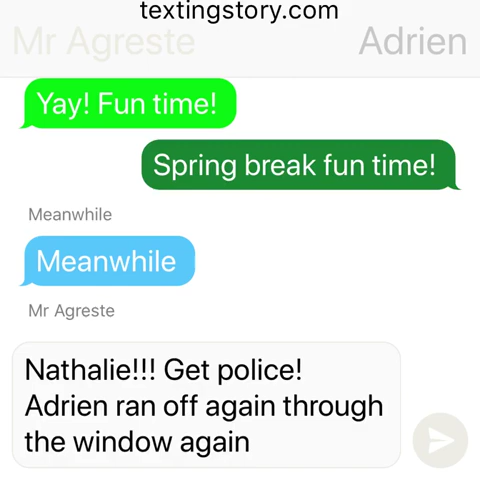 textingstory.com
Mr Agreste
Adrien
Yay! Fun time!
Spring break fun time!
Meanwhile
Meanwhile
Mr Agreste
Nathalie!!! Get police!
Adrien ran off again through
the window again